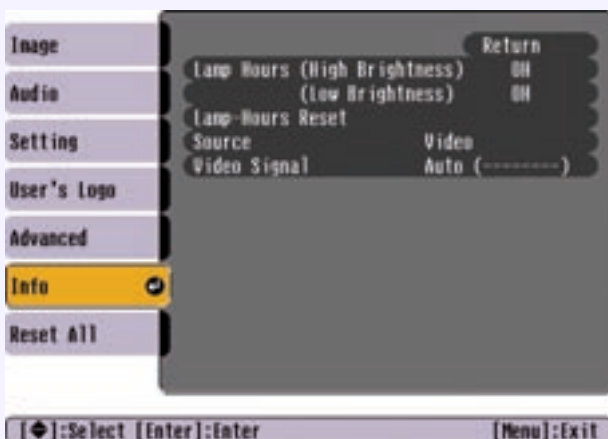 Image
Audio
Setting
User's Logo
Advanced
Info
Reset All
Return
Lamp Hours (High Brightness) 0H
(Low Brightness) 0H
Lamp-Hours Reset
Source Video
Video Signal Auto (--------)
[◆]:Select [Enter]:Enter [Menu]:Exit